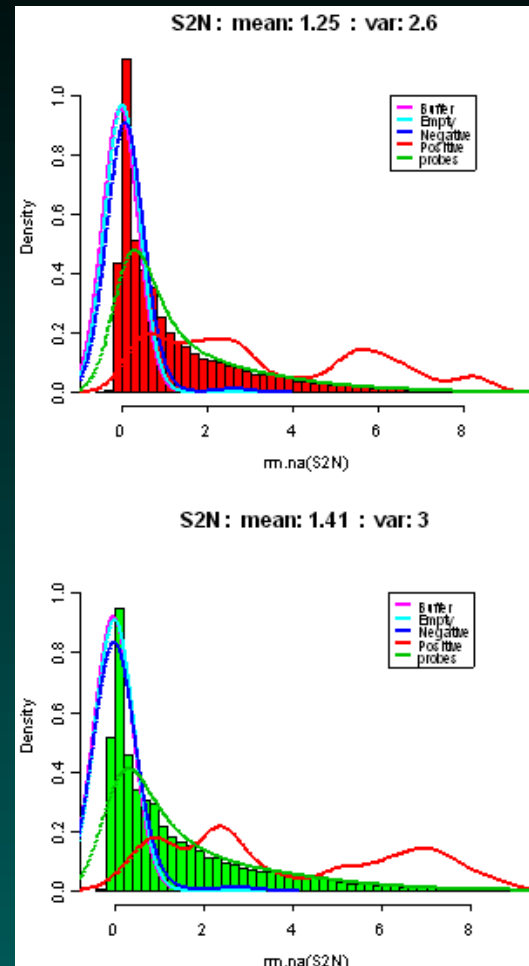 S2N : mean: 1.25 : var: 2.6
Buffer
Empty
Negative
Positive
probes
Density
0.0
0.2
0.4
0.6
0.8
1.0
0 2 4 6 8
rm.na(S2N)
S2N : mean: 1.41 : var: 3
Buffer
Empty
Negative
Positive
probes
Density
0.0
0.2
0.4
0.6
0.8
1.0
0 2 4 6 8
rm.na(S2N)